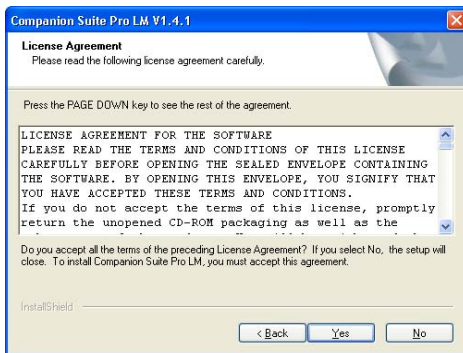 Companion Suite Pro LM V1.4.1
License Agreement
Please read the following license agreement carefully.
Press the PAGE DOWN key to see the rest of the agreement.
LICENSE AGREEMENT FOR THE SOFTWARE
PLEASE READ THE TERMS AND CONDITIONS OF THIS LICENSE
CAREFULLY BEFORE OPENING THE SEALED ENVELOPE CONTAINING
THE SOFTWARE. BY OPENING THIS ENVELOPE, YOU SIGNIFY THAT
YOU HAVE ACCEPTED THESE TERMS AND CONDITIONS.
If you do not accept the terms of this license, promptly
return the unopened CD-ROM packaging as well as the
Do you accept all the terms of the preceding License Agreement? If you select No, the setup will
close. To install Companion Suite Pro LM, you must accept this agreement.
InstallShield
< Back
Yes
No